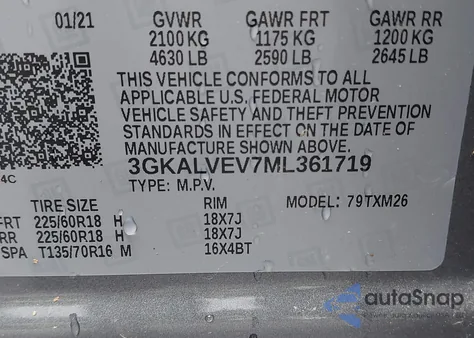 01/21 GVWR GAWR FRT GAWR RR
2100 KG 1175 KG 1200 KG
4630 LB 2590 LB 2645 LB
THIS VEHICLE CONFORMS TO ALL
APPLICABLE U.S. FEDERAL MOTOR
VEHICLE SAFETY AND THEFT PREVENTION
STANDARDS IN EFFECT ON THE DATE OF
MANUFACTURE SHOWN ABOVE.
4C
3GKALVEV7ML361719
TYPE: M.P.V.
TIRE SIZE RIM MODEL: 79TXM26
FRT 225/60R18 H 18X7J
RR 225/60R18 H 18X7J
SPA T135/70R16 M 16X4BT
autoSnap